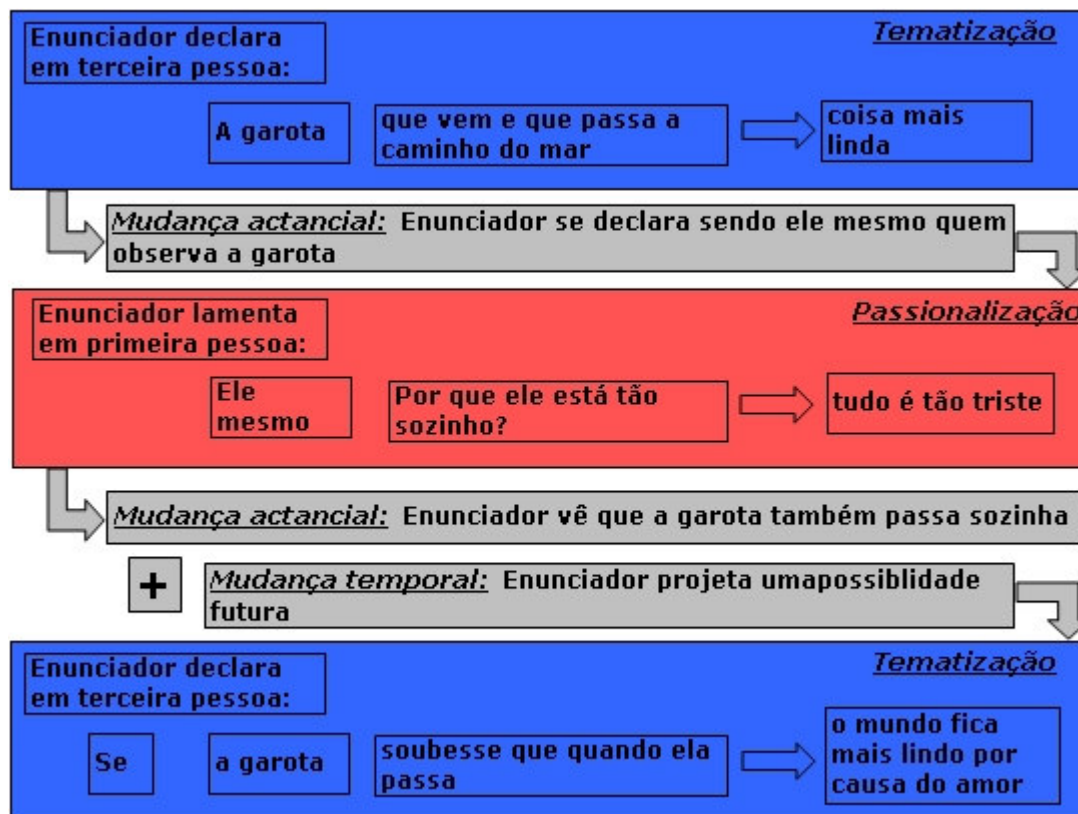 Enunciador declara
em terceira pessoa:
Tematização
A garota
que vem e que passa a
caminho do mar
coisa mais
linda
Mudança actancial: Enunciador se declara sendo ele mesmo quem
observa a garota
Enunciador lamenta
em primeira pessoa:
Passionalização
Ele
mesmo
Por que ele está tão
sozinho?
tudo é tão triste
Mudança actancial: Enunciador vê que a garota também passa sozinha
+
Mudança temporal: Enunciador projeta umapossiblidade
futura
Enunciador declara
em terceira pessoa:
Tematização
Se
a garota
soubesse que quando ela
passa
o mundo fica
mais lindo por
causa do amor